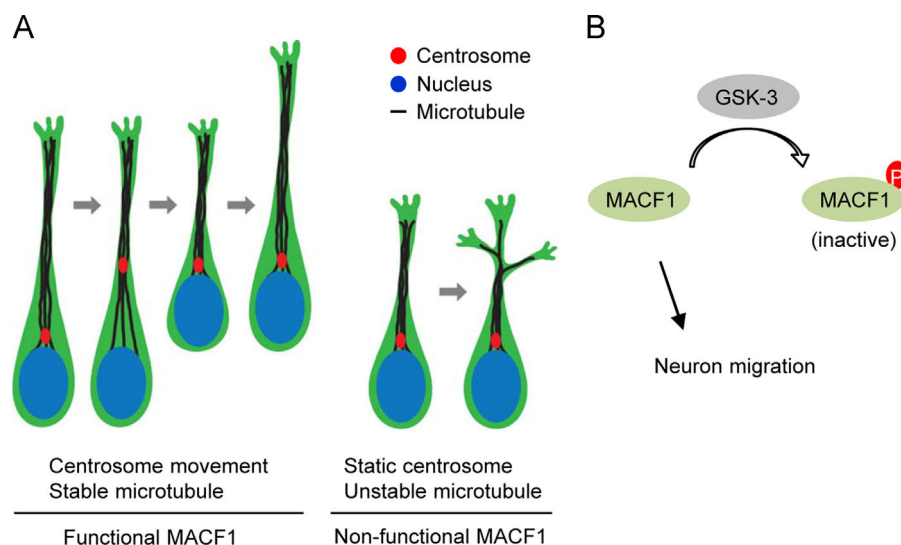 A
Centrosome
Nucleus
Microtubule
Centrosome movement
Stable microtubule
Functional MACF1
Static centrosome
Unstable microtubule
Non-functional MACF1
B
GSK-3
MACF1
P
MACF1
(inactive)
Neuron migration